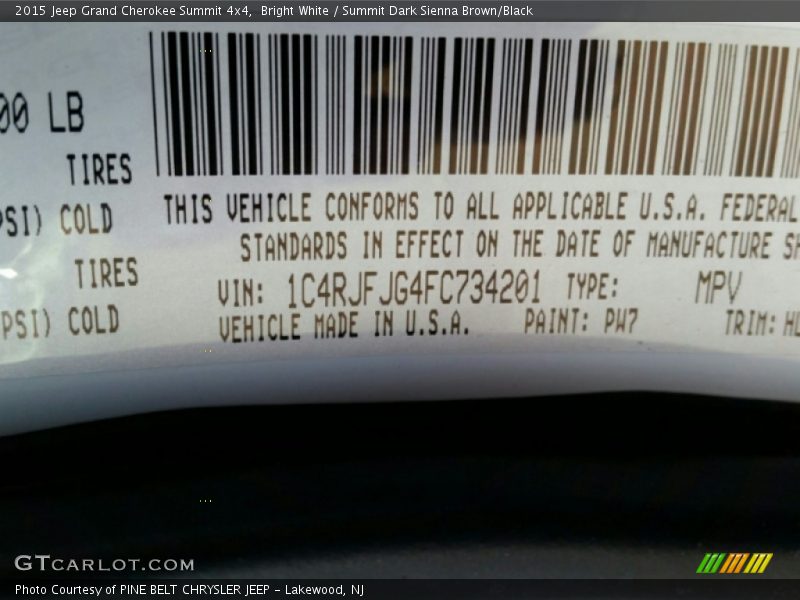 2015 Jeep Grand Cherokee Summit 4x4, Bright White / Summit Dark Sienna Brown/Black
00 LB
TIRES
PSI) COLD
THIS VEHICLE CONFORMS TO ALL APPLICABLE U.S.A. FEDERAL
STANDARDS IN EFFECT ON THE DATE OF MANUFACTURE SH
TIRES
VIN: 1C4RJFJG4FC734201 TYPE: MPV
PSI) COLD
VEHICLE MADE IN U.S.A. PAINT: PW7 TRIM: HL
GTCARLOT.COM
Photo Courtesy of PINE BELT CHRYSLER JEEP - Lakewood, NJ